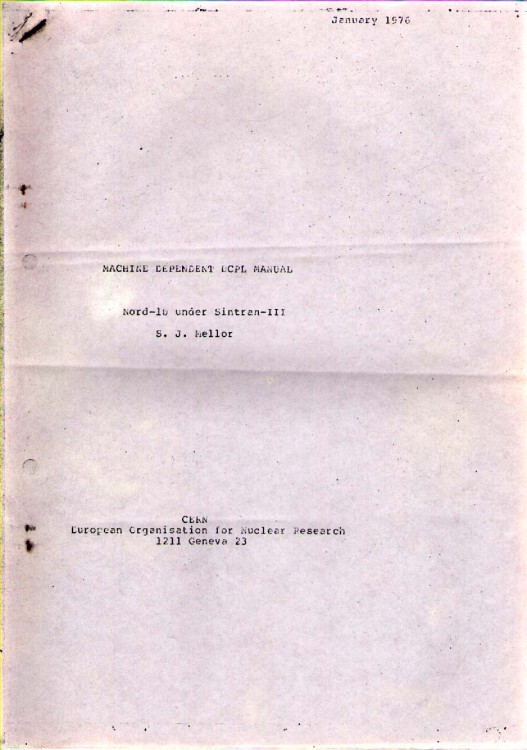 January 1976
MACHINE DEPENDENT BCPL MANUAL
Nord-10 under Sintran-III
S. J. Mellor
CERN
European Organisation for Nuclear Research
1211 Geneva 23